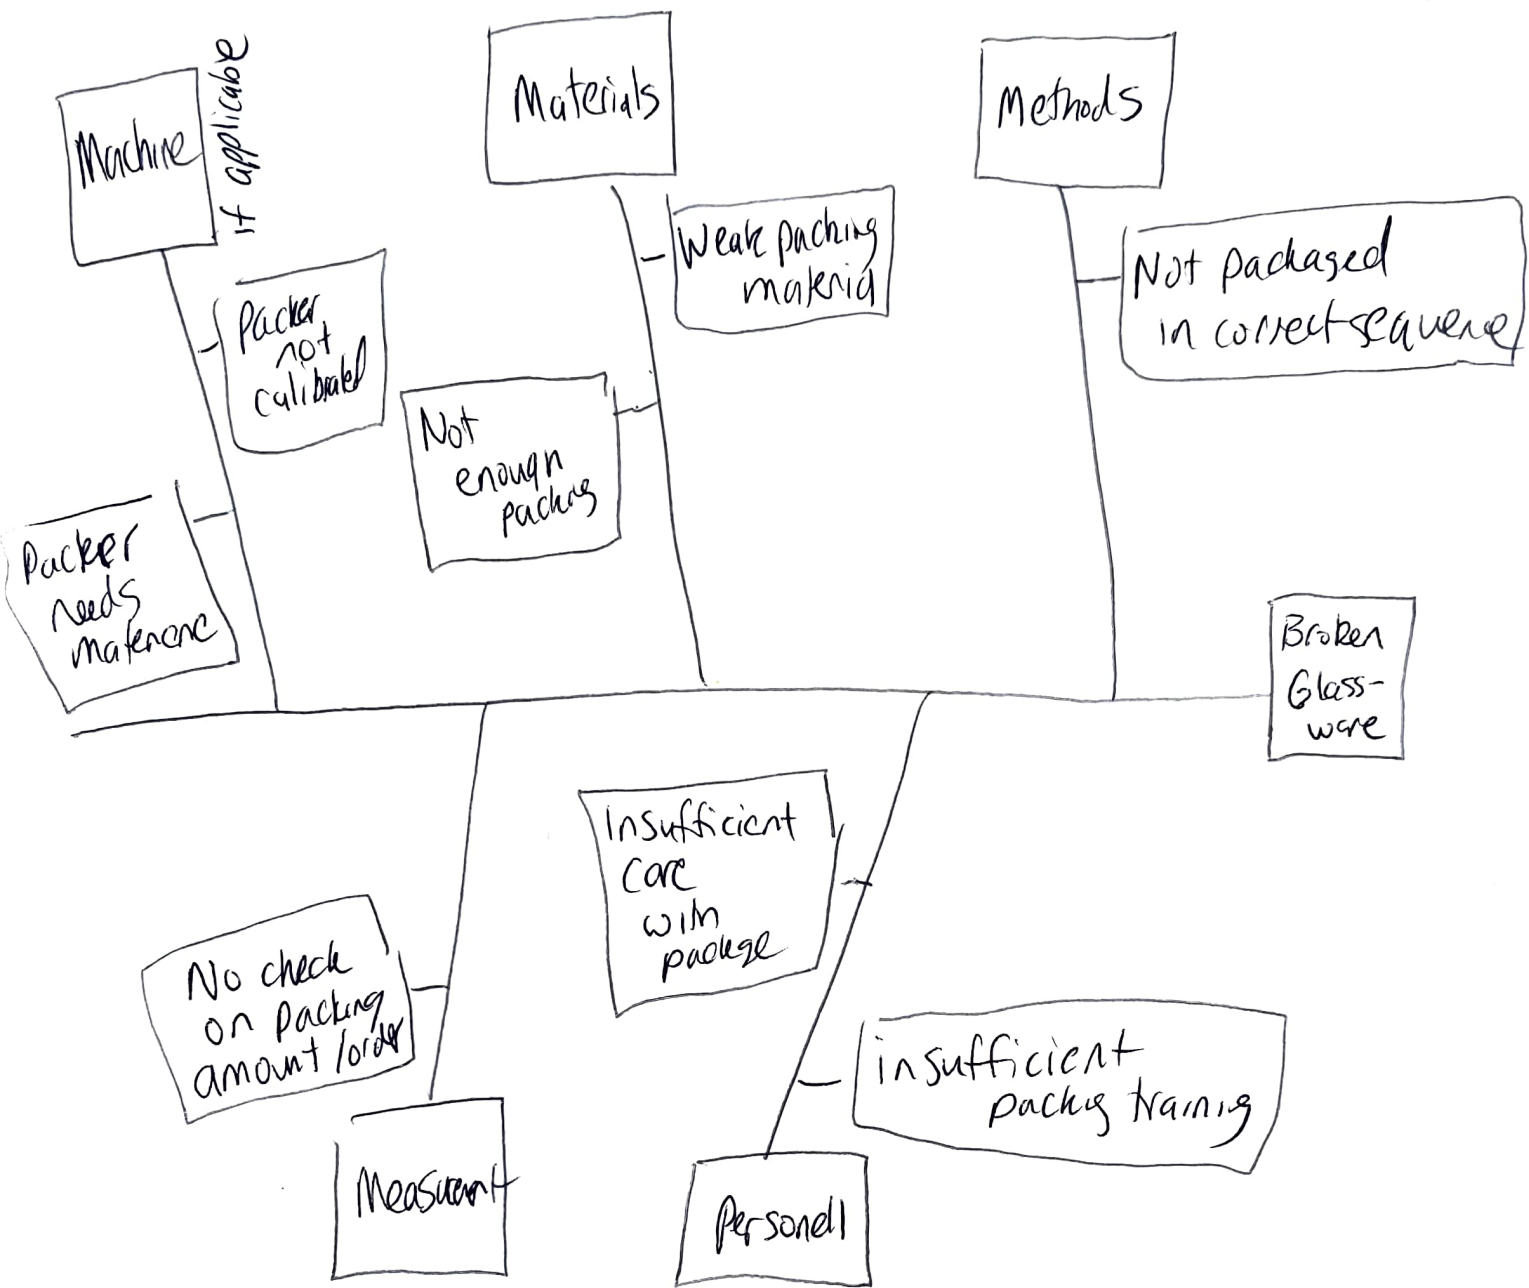 Machine
if applicable
Materials
Methods
Packer
not
calibrated
Weak packing
material
Not packaged
in correct sequence
Not
enough
packing
Packer
needs
Broken
Glass-
ware
Insufficient
care
with
package
No check
on packing
amount/order
insufficient
packing training
Personell